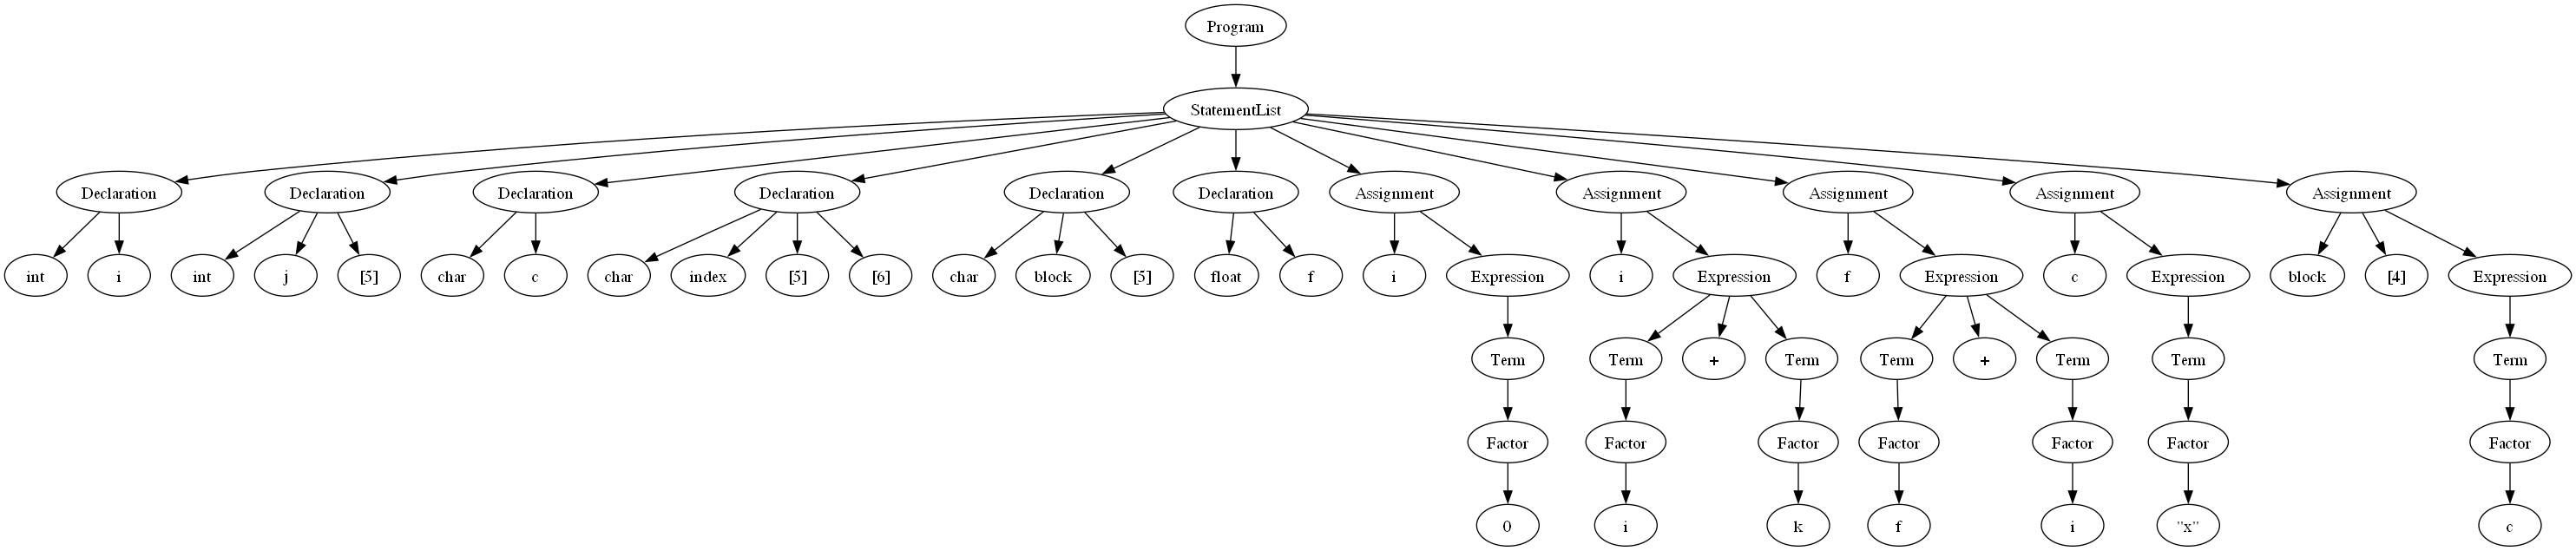 Program
StatementList
Declaration Declaration Declaration Declaration Declaration Declaration Assignment Assignment Assignment Assignment Assignment
int i int j [5] char c char index [5] [6] char block [5] float f i Expression i Expression f Expression c Expression block [4] Expression
Term Term + Term Term + Term Term Term
Factor Factor Factor Factor Factor Factor Factor
0 i k f i "x" c